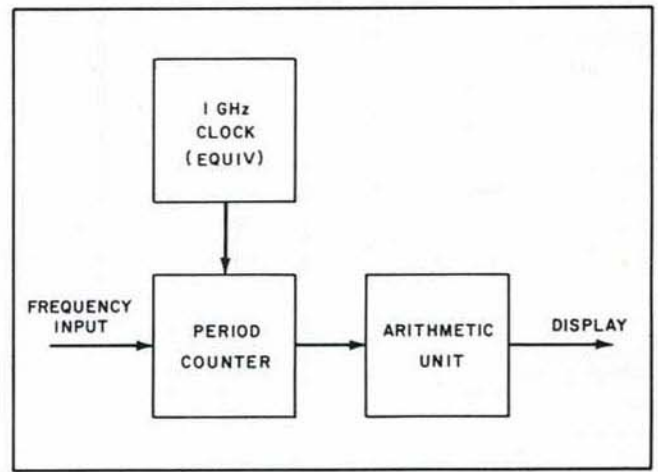 1 GHz
CLOCK
(EQUIV)
FREQUENCY
INPUT
PERIOD
COUNTER
ARITHMETIC
UNIT
DISPLAY